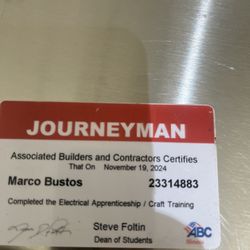 JOURNEYMAN
Associated Builders and Contractors Certifies
That On November 19, 2024
Marco Bustos 23314883
Completed the Electrical Apprenticeship / Craft Training
Steve Foltin
Dean of Students
ABC